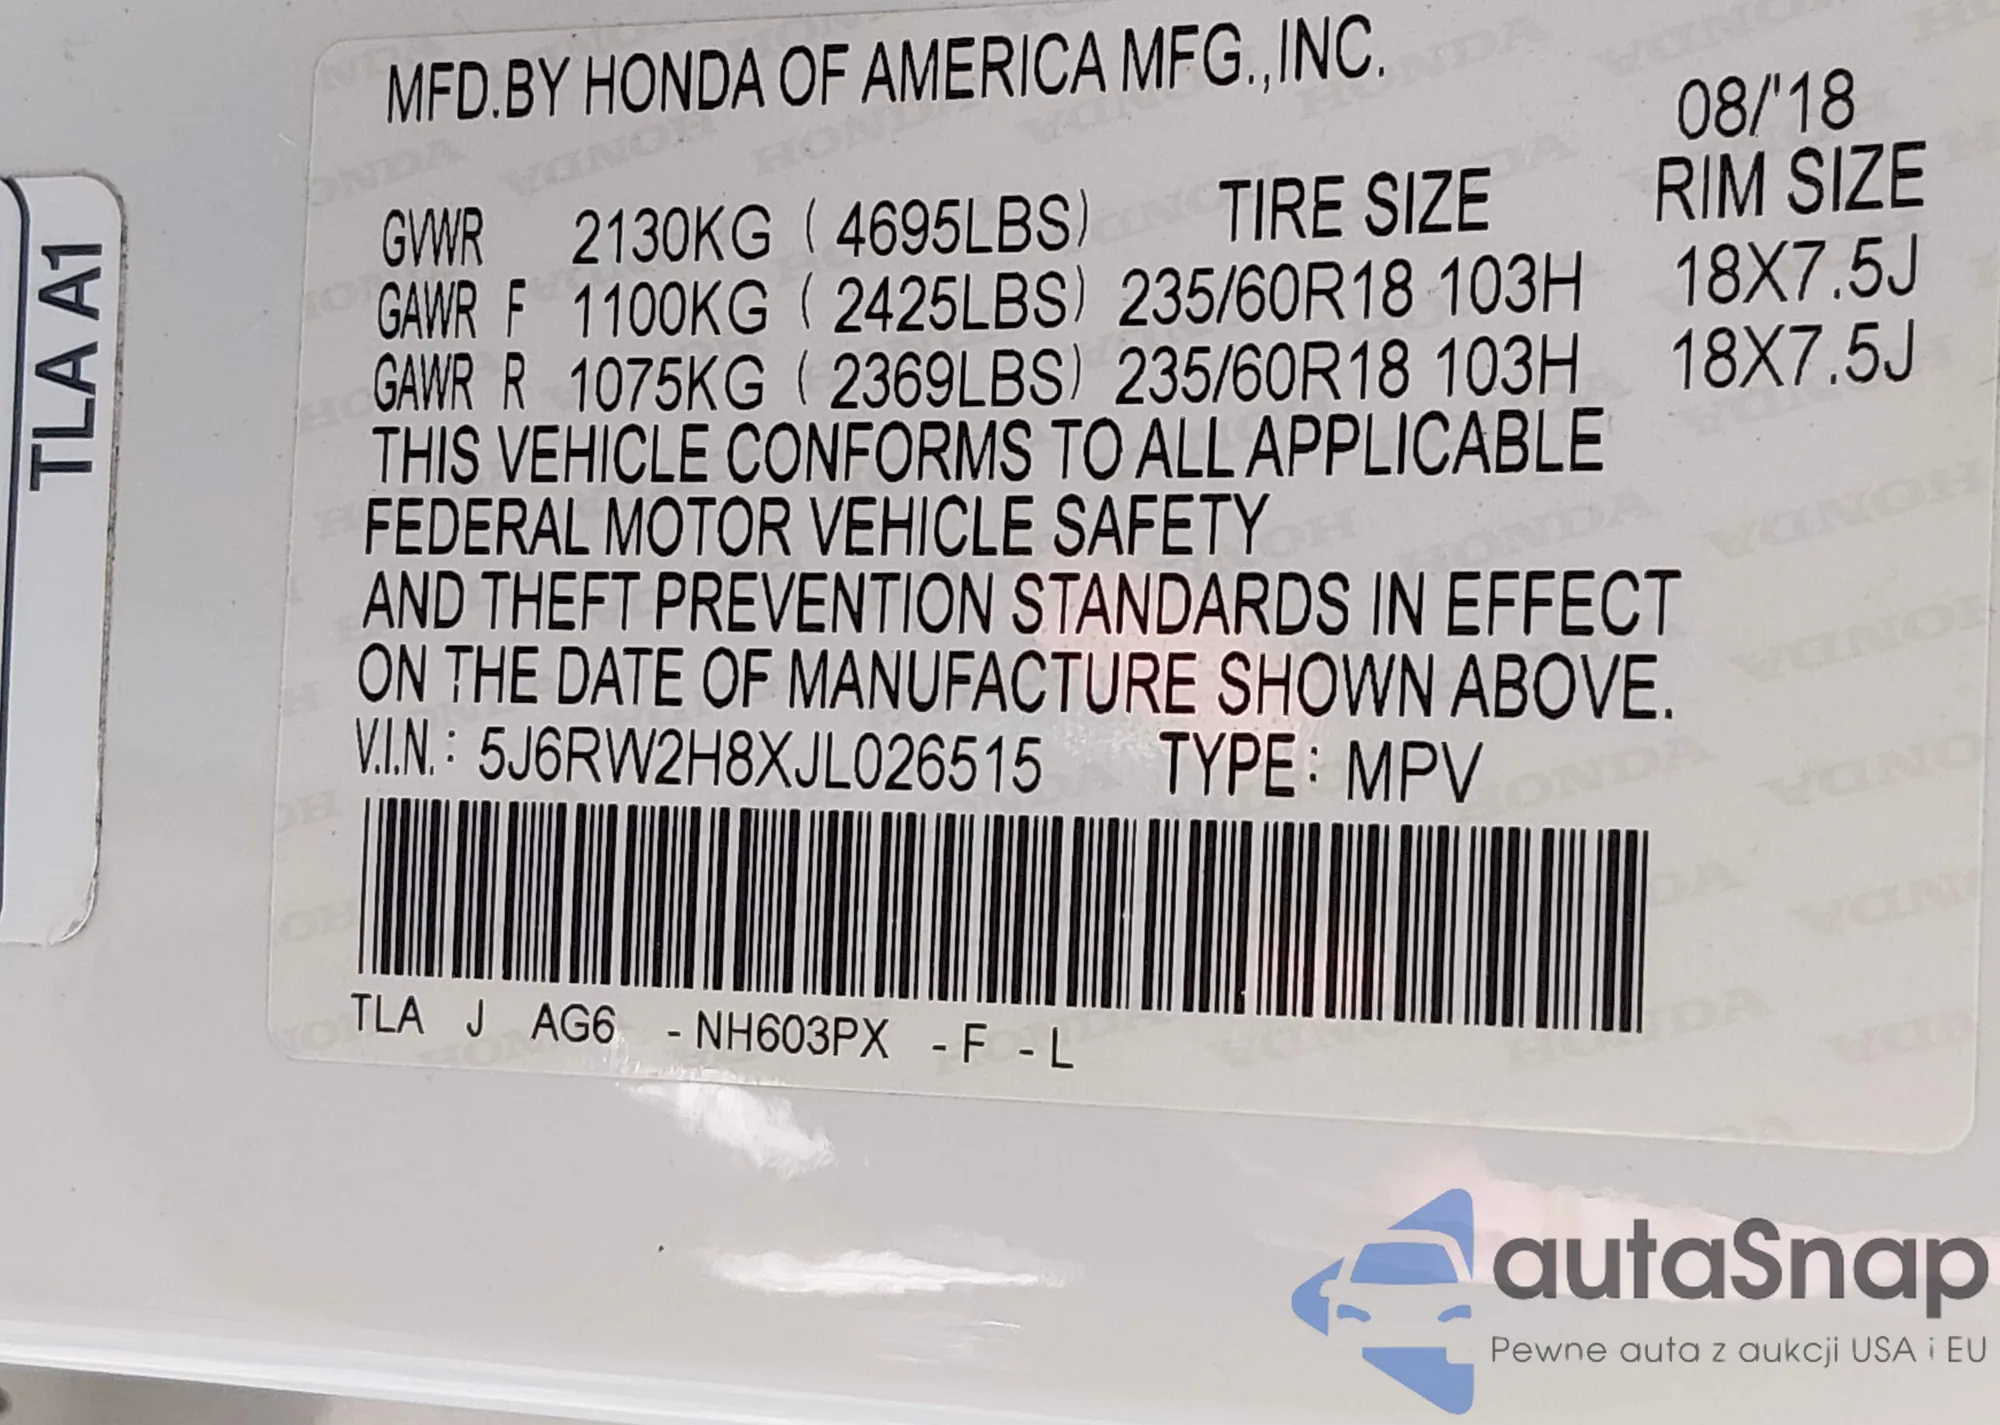 MFD.BY HONDA OF AMERICA MFG.,INC.
08/'18
TIRE SIZE RIM SIZE
GVWR 2130KG ( 4695LBS)
GAWR F 1100KG ( 2425LBS) 235/60R18 103H 18X7.5J
GAWR R 1075KG ( 2369LBS) 235/60R18 103H 18X7.5J
THIS VEHICLE CONFORMS TO ALL APPLICABLE
FEDERAL MOTOR VEHICLE SAFETY
AND THEFT PREVENTION STANDARDS IN EFFECT
ON THE DATE OF MANUFACTURE SHOWN ABOVE.
V.I.N.: 5J6RW2H8XJL026515 TYPE: MPV
TLA J AG6 -NH603PX -F -L
TLA A1
autaSnap
Pewne auta z aukcji USA i EU